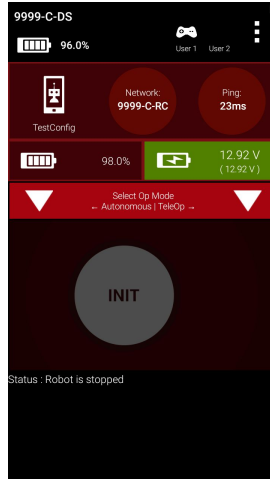 9999-C-DS
96.0%
User 1 User 2
TestConfig
Network:
9999-C-RC
Ping:
23ms
98.0%
12.92 V
( 12.92 V )
Select Op Mode
← Autonomous | TeleOp →
INIT
Status : Robot is stopped